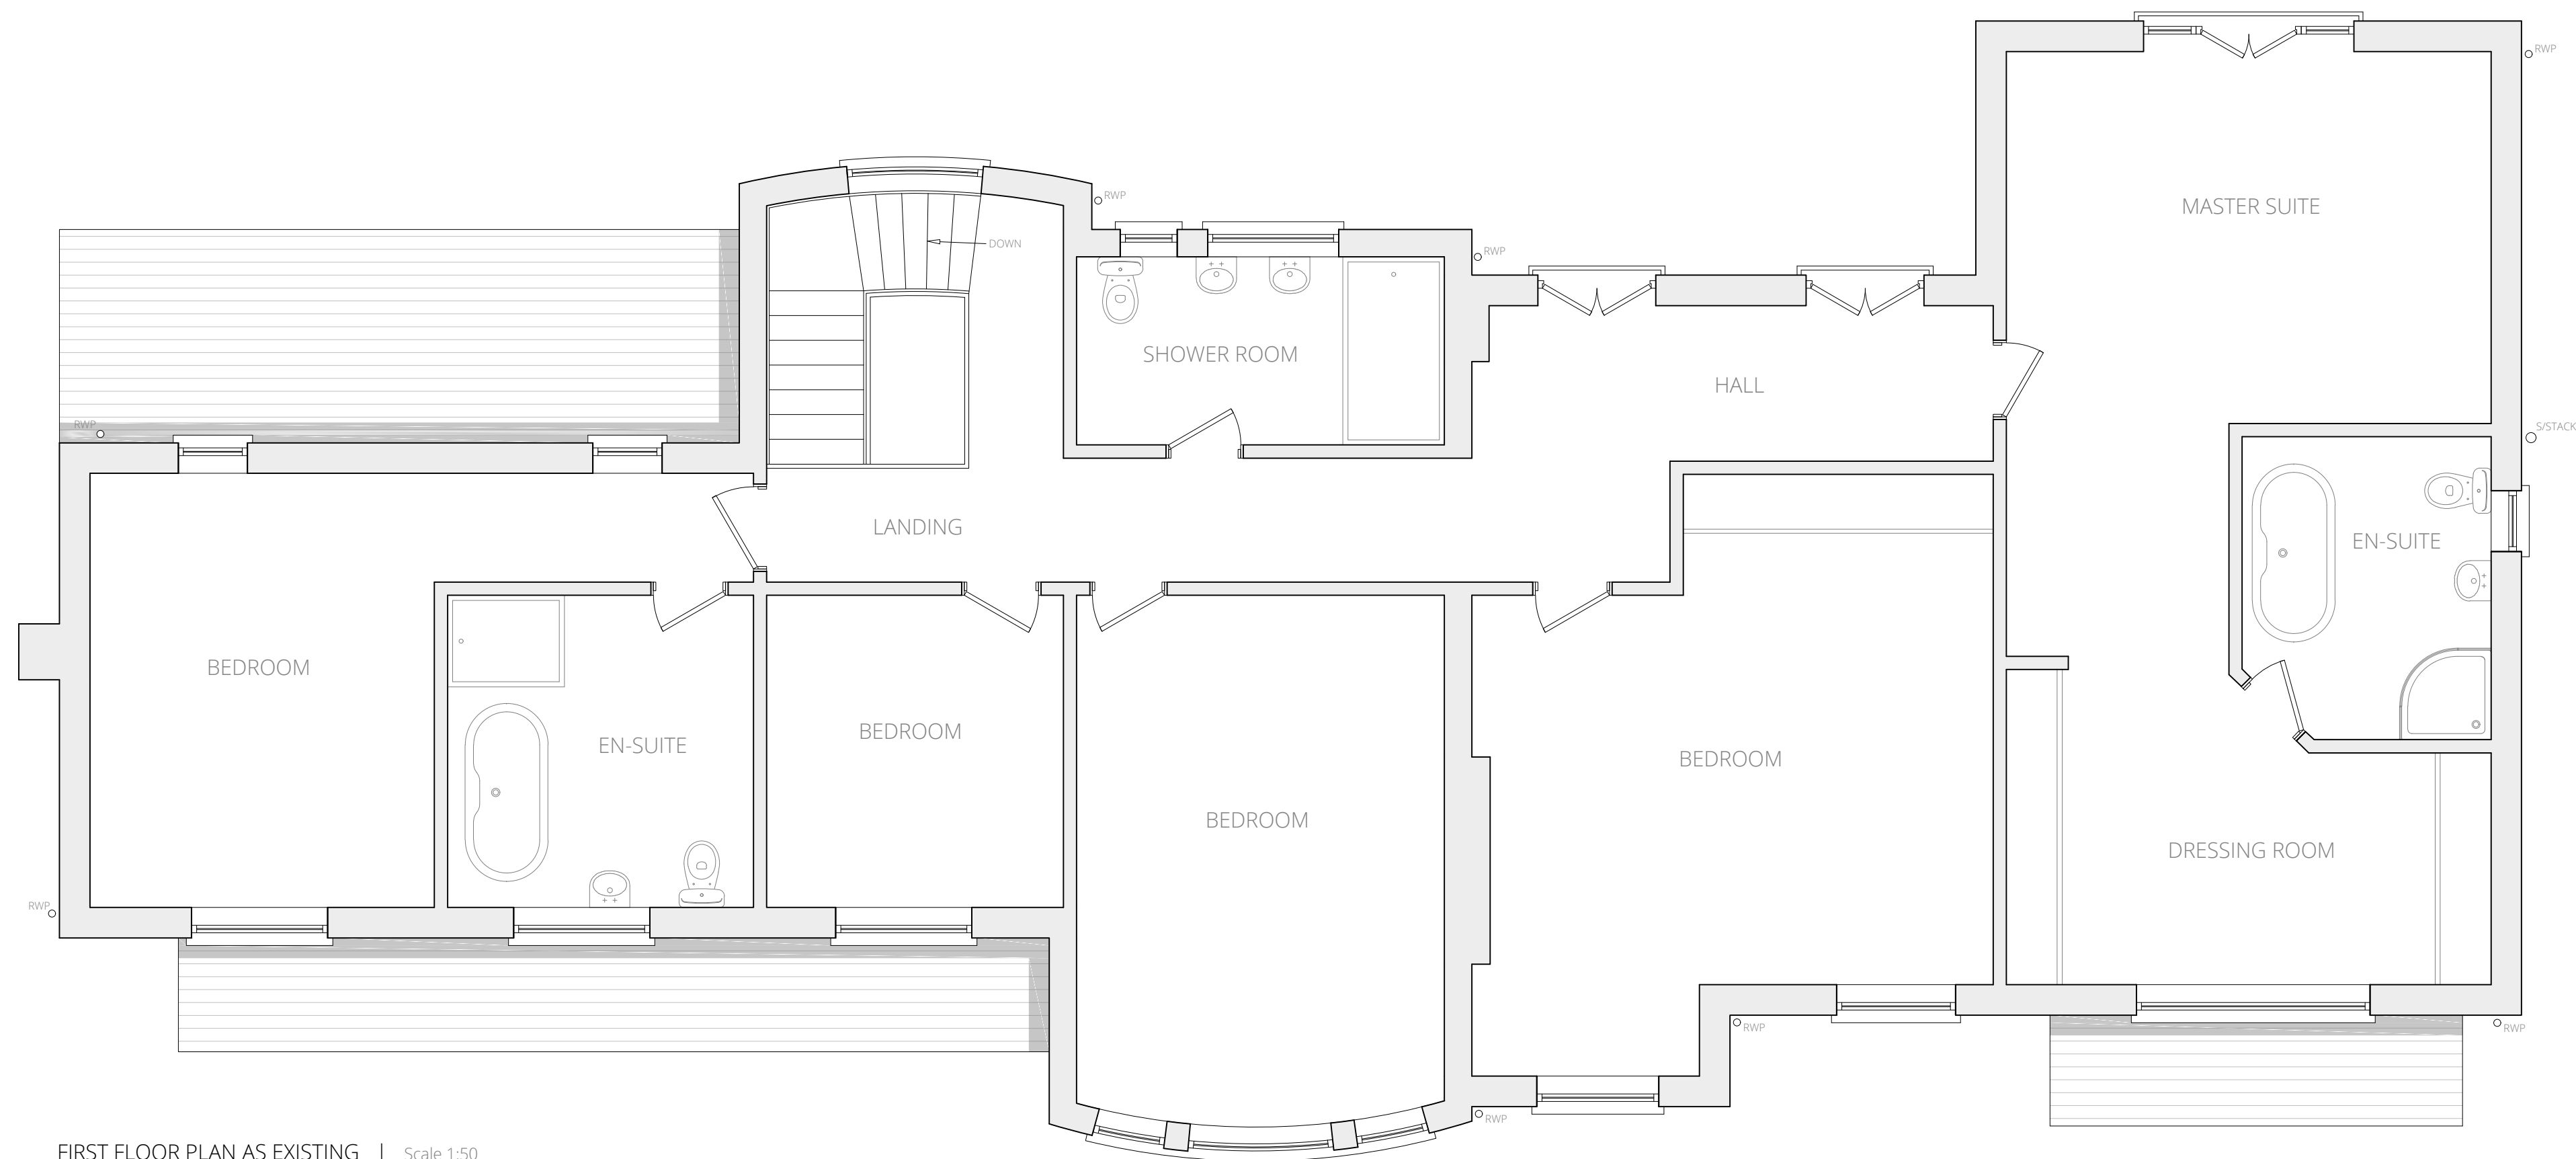 RWP
RWP
MASTER SUITE
DOWN
RWP
SHOWER ROOM
HALL
RWP
S/STACK
LANDING
EN-SUITE
BEDROOM
EN-SUITE
BEDROOM
BEDROOM
BEDROOM
DRESSING ROOM
RWP
RWP
RWP
RWP
FIRST FLOOR PLAN AS EXISTING | Scale 1:50